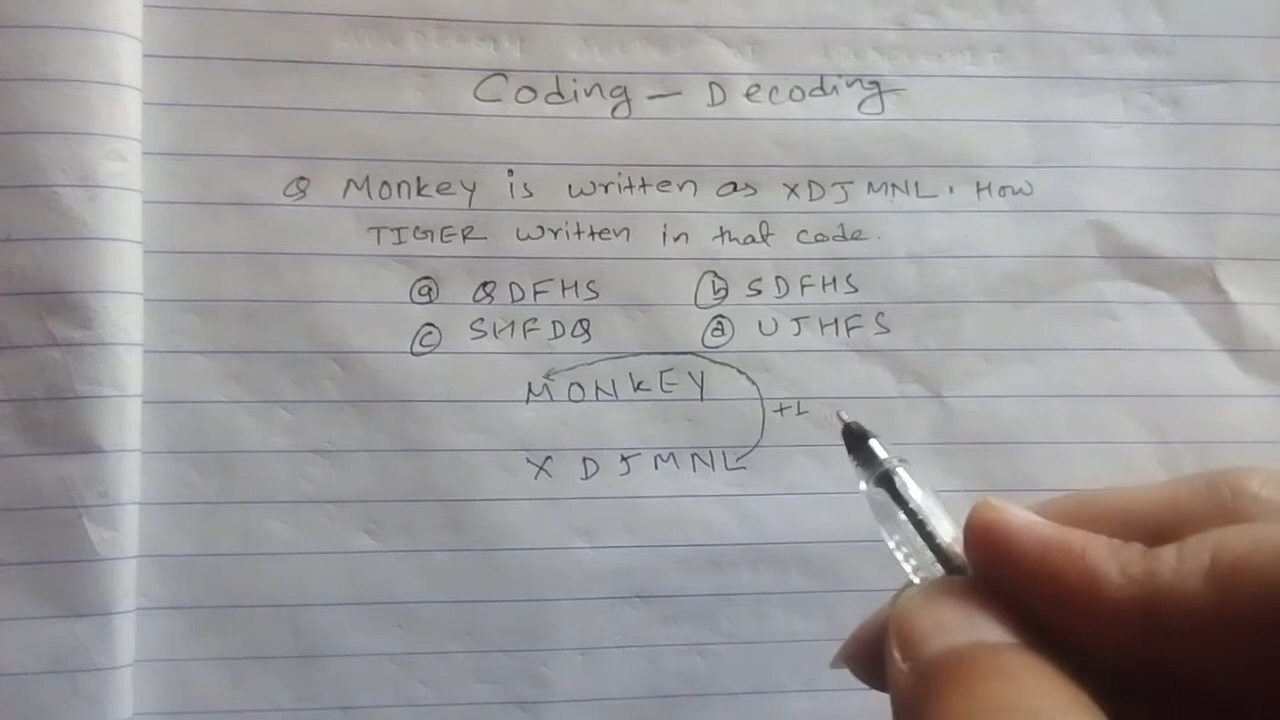 Coding - Decoding
Q Monkey is written as XDJMNL. How
TIGER written in that code.
(a) QDFHS (b) SDFHS
(c) SHFDQ (d) UJHFS
MONKEY
+1
XDJMNL